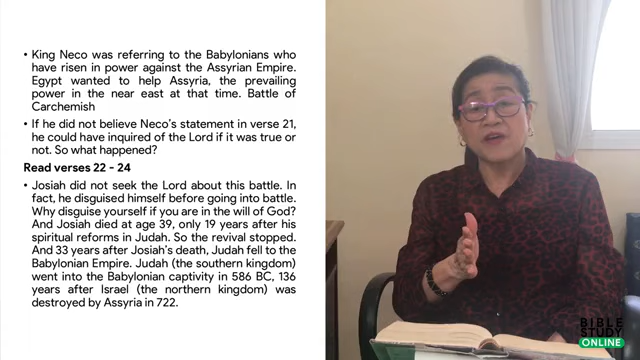 • King Neco was referring to the Babylonians who
have risen in power against the Assyrian Empire.
Egypt wanted to help Assyria, the prevailing
power in the near east at that time. Battle of
Carchemish
• If he did not believe Neco's statement in verse 21,
he could have inquired of the Lord if it was true or
not. So what happened?
Read verses 22 - 24
• Josiah did not seek the Lord about this battle. In
fact, he disguised himself before going into battle.
Why disguise yourself if you are in the will of God?
And Josiah died at age 39, only 19 years after his
spiritual reforms in Judah. So the revival stopped.
And 33 years after Josiah's death, Judah fell to the
Babylonian Empire. Judah (the southern kingdom)
went into the Babylonian captivity in 586 BC, 136
years after Israel (the northern kingdom) was
destroyed by Assyria in 722.
BIBLE
STUDY
ONLINE